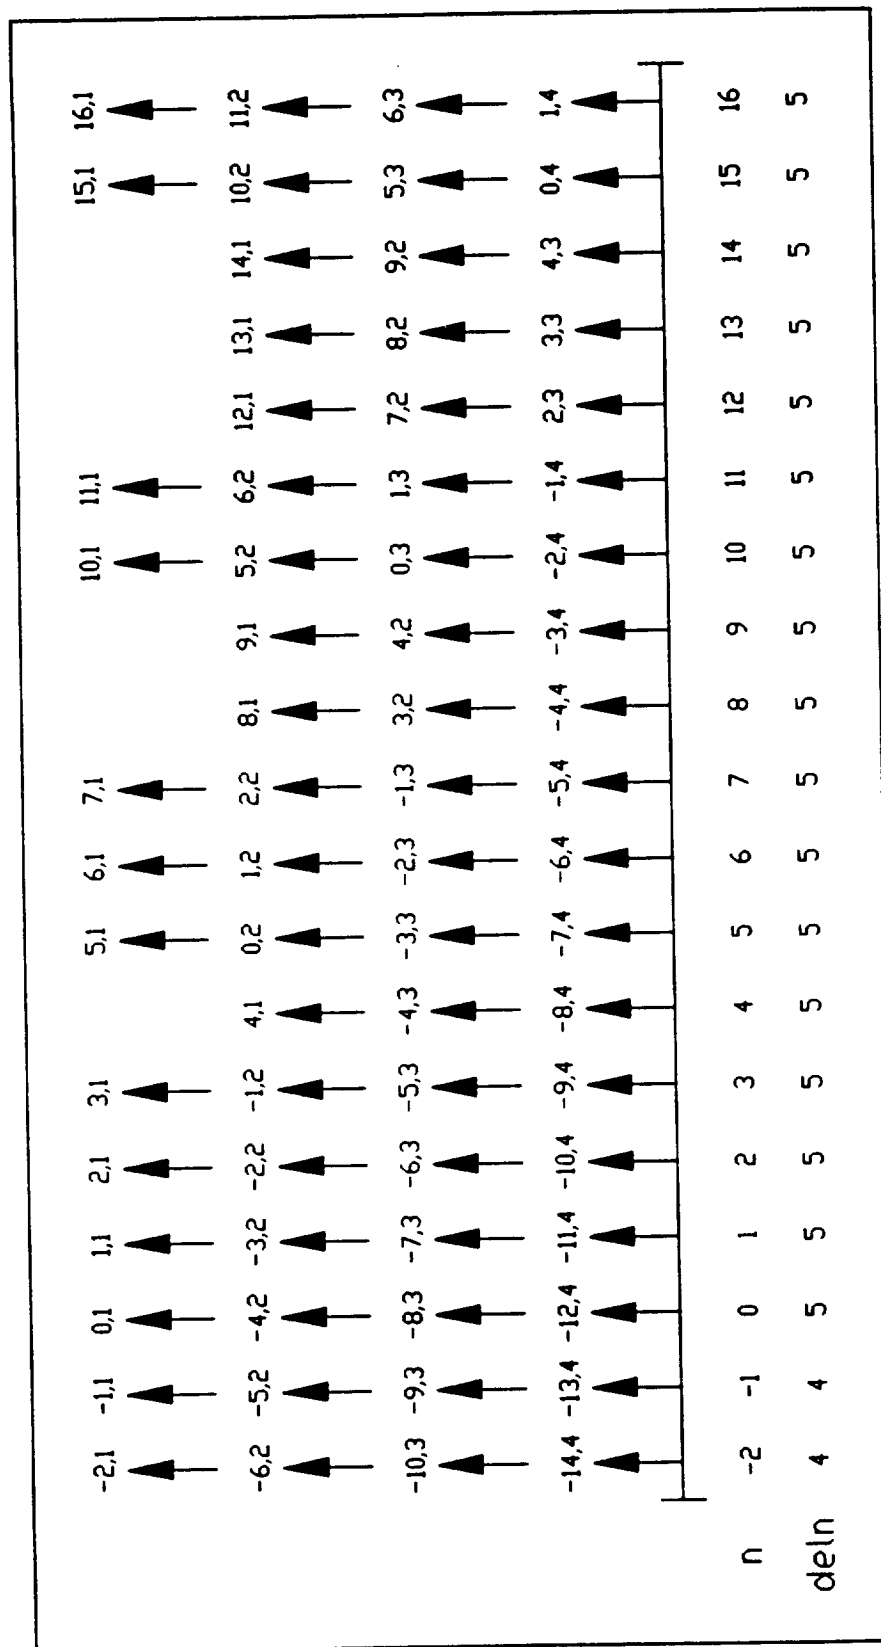 -2,1 -1,1 0,1 1,1 2,1 3,1 5,1 6,1 7,1 10,1 11,1 15,1 16,1
-6,2 -5,2 -4,2 -3,2 -2,2 -1,2 4,1 0,2 1,2 2,2 8,1 9,1 5,2 6,2 12,1 13,1 14,1 10,2 11,2
-10,3 -9,3 -8,3 -7,3 -6,3 -5,3 -4,3 -3,3 -2,3 -1,3 3,2 4,2 0,3 1,3 7,2 8,2 9,2 5,3 6,3
-14,4 -13,4 -12,4 -11,4 -10,4 -9,4 -8,4 -7,4 -6,4 -5,4 -4,4 -3,4 -2,4 -1,4 2,3 3,3 4,3 0,4 1,4
n -2 -1 0 1 2 3 4 5 6 7 8 9 10 11 12 13 14 15 16
deln 4 4 5 5 5 5 5 5 5 5 5 5 5 5 5 5 5 5 5